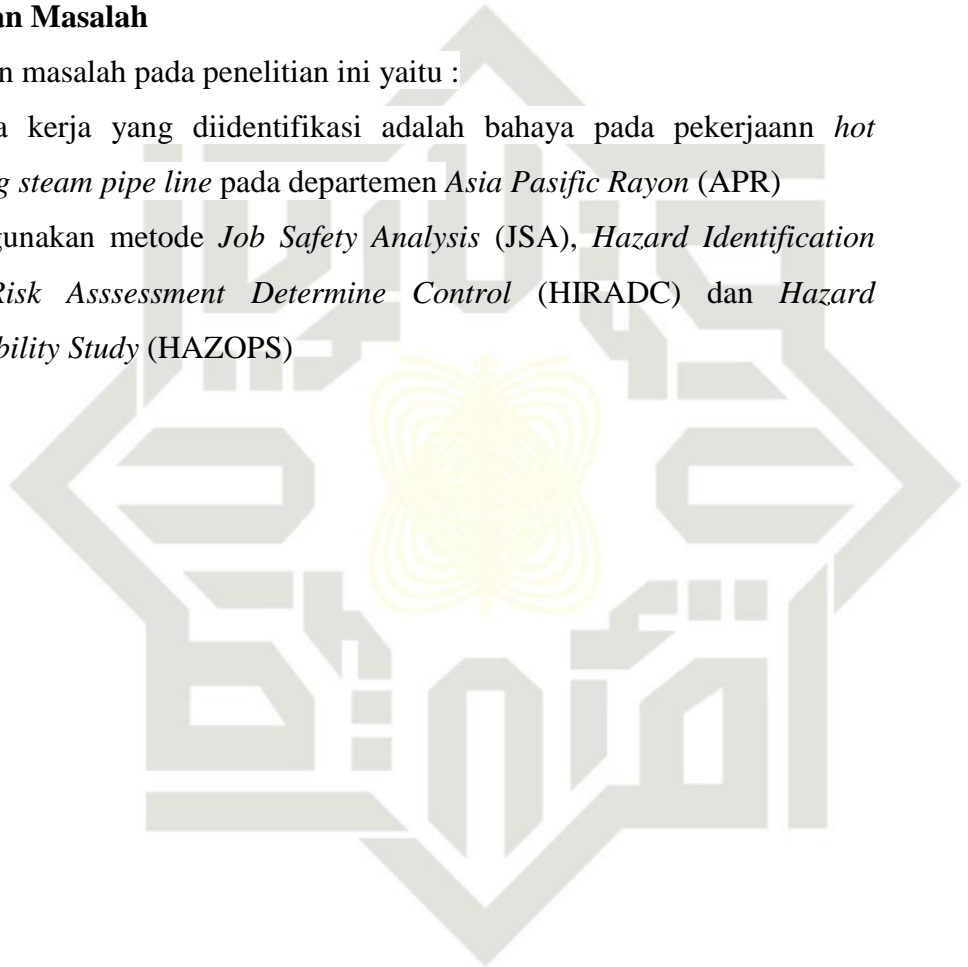 an Masalah
n masalah pada penelitian ini yaitu :
a kerja yang diidentifikasi adalah bahaya pada pekerjaann hot
g steam pipe line pada departemen Asia Pasific Rayon (APR)
gunakan metode Job Safety Analysis (JSA), Hazard Identification
Risk Asssessment Determine Control (HIRADC) dan Hazard
bility Study (HAZOPS)